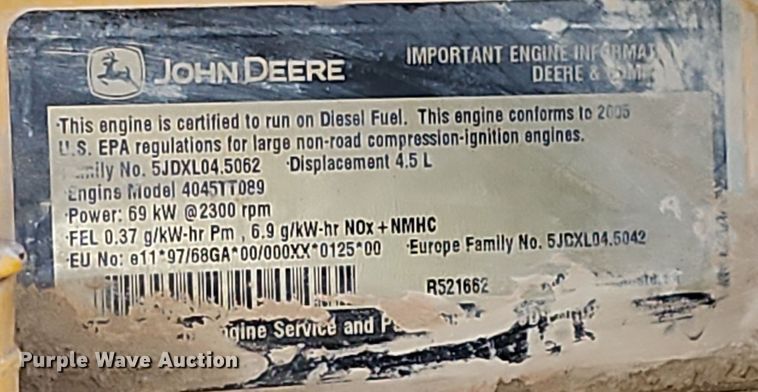 JOHN DEERE
IMPORTANT ENGINE
DEERE &
This engine is certified to run on Diesel Fuel. This engine conforms to 2005
U.S. EPA regulations for large non-road compression-ignition engines.
No. 5JDXL04.5062 ·Displacement 4.5 L
Engine Model 4045TT089
·Power: 69 kW @2300 rpm
·FEL 0.37 g/kW-hr Pm , 6.9 g/kW-hr NOx+NMHC
·EU No: e11*97/68GA*00/000XX*0125*00 ·Europe Family No. 5JDXL04.5042
R521662
Service and
Purple Wave Auction